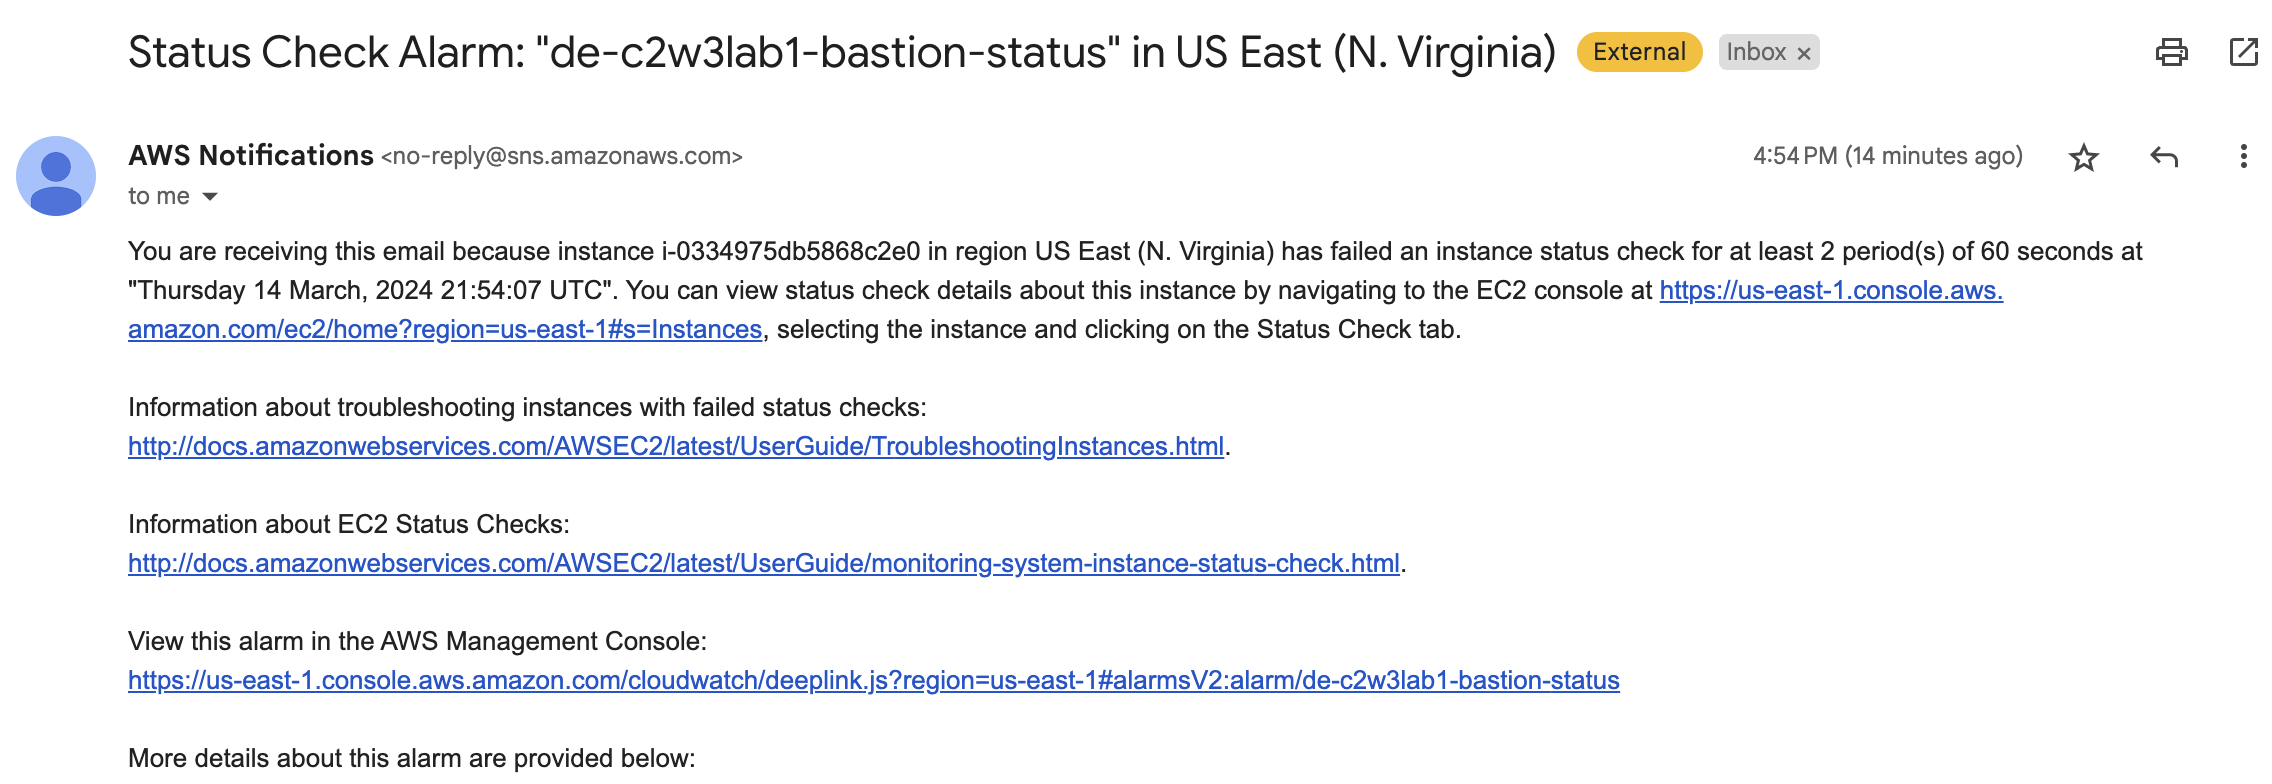 Status Check Alarm: "de-c2w3lab1-bastion-status" in US East (N. Virginia) External Inbox ×
AWS Notifications <no-reply@sns.amazonaws.com> 4:54 PM (14 minutes ago)
to me
You are receiving this email because instance i-0334975db5868c2e0 in region US East (N. Virginia) has failed an instance status check for at least 2 period(s) of 60 seconds at
"Thursday 14 March, 2024 21:54:07 UTC". You can view status check details about this instance by navigating to the EC2 console at https://us-east-1.console.aws.
amazon.com/ec2/home?region=us-east-1#s=Instances, selecting the instance and clicking on the Status Check tab.
Information about troubleshooting instances with failed status checks:
http://docs.amazonwebservices.com/AWSEC2/latest/UserGuide/TroubleshootingInstances.html.
Information about EC2 Status Checks:
http://docs.amazonwebservices.com/AWSEC2/latest/UserGuide/monitoring-system-instance-status-check.html.
View this alarm in the AWS Management Console:
https://us-east-1.console.aws.amazon.com/cloudwatch/deeplink.js?region=us-east-1#alarmsV2:alarm/de-c2w3lab1-bastion-status
More details about this alarm are provided below: